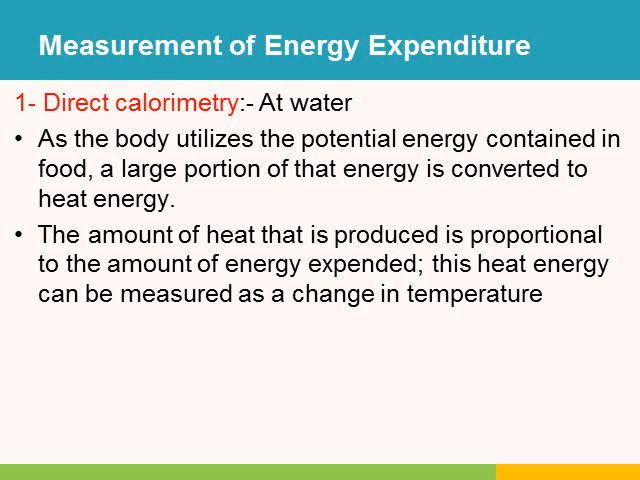 Measurement of Energy Expenditure
1- Direct calorimetry:- At water
• As the body utilizes the potential energy contained in
food, a large portion of that energy is converted to
heat energy.
• The amount of heat that is produced is proportional
to the amount of energy expended; this heat energy
can be measured as a change in temperature